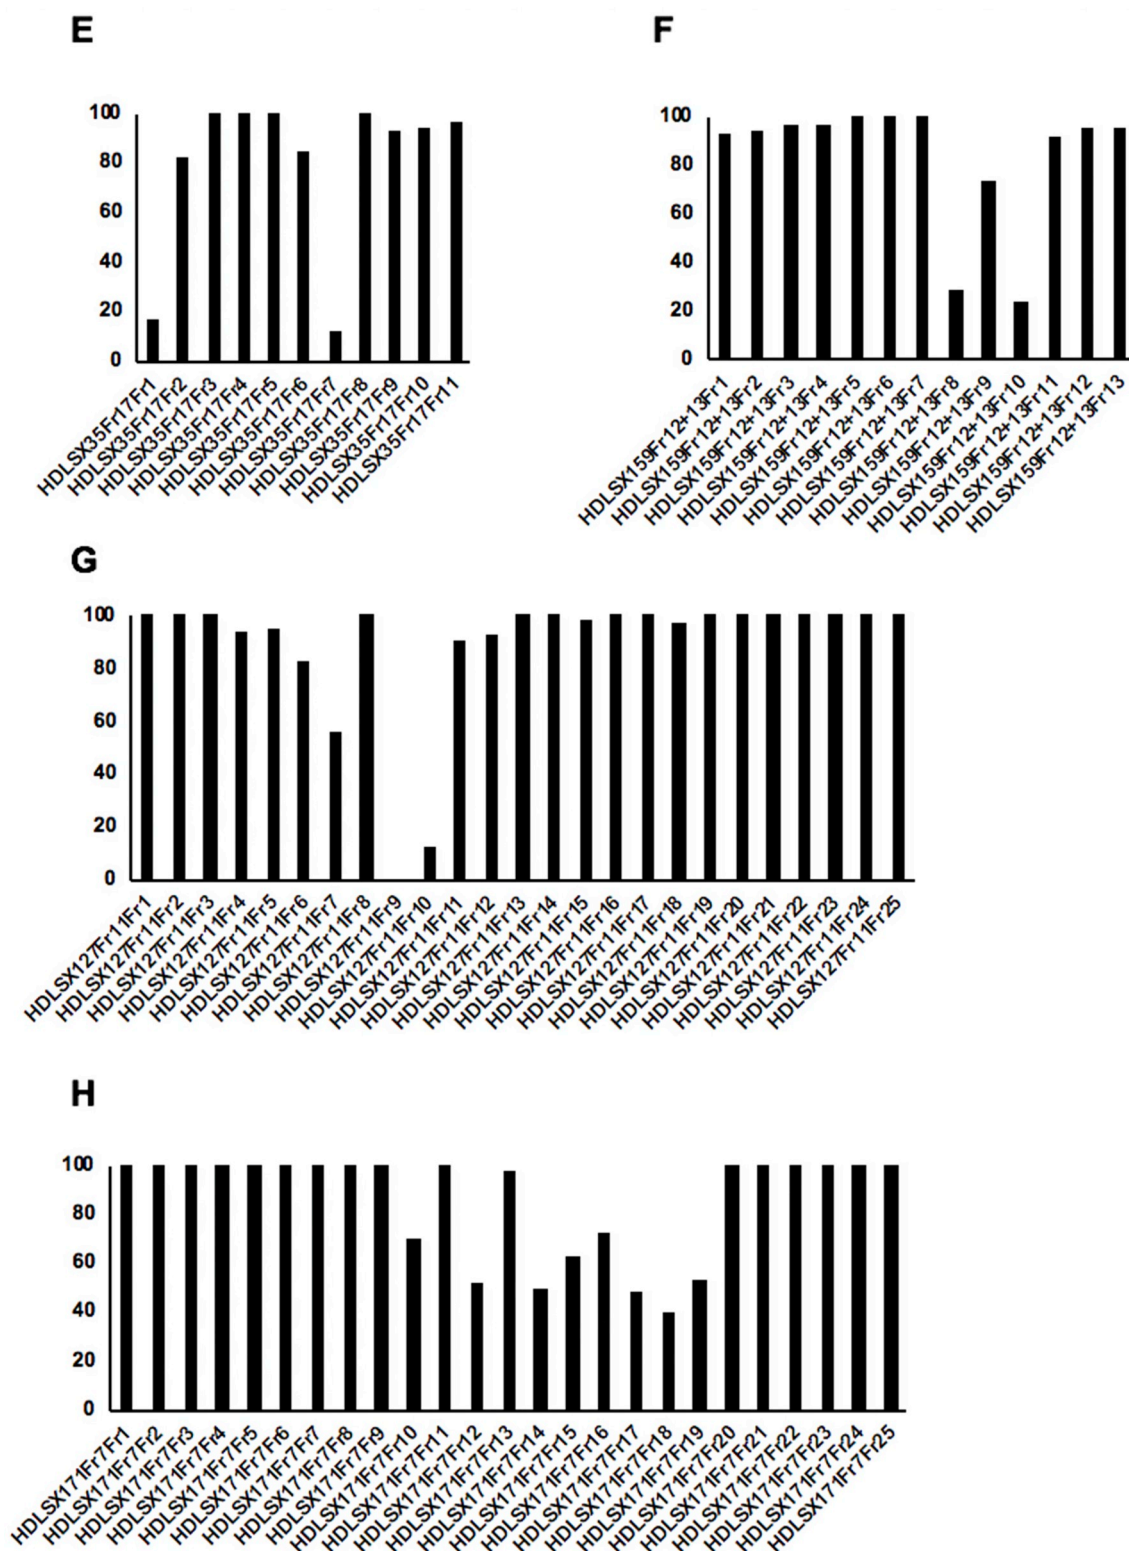 E
100
80
60
40
20
0
HDLSX35Fr17Fr1
HDLSX35Fr17Fr2
HDLSX35Fr17Fr3
HDLSX35Fr17Fr4
HDLSX35Fr17Fr5
HDLSX35Fr17Fr6
HDLSX35Fr17Fr7
HDLSX35Fr17Fr8
HDLSX35Fr17Fr9
HDLSX35Fr17Fr10
HDLSX35Fr17Fr11
F
100
80
60
40
20
0
HDLSX159Fr12+13Fr1
HDLSX159Fr12+13Fr2
HDLSX159Fr12+13Fr3
HDLSX159Fr12+13Fr4
HDLSX159Fr12+13Fr5
HDLSX159Fr12+13Fr6
HDLSX159Fr12+13Fr7
HDLSX159Fr12+13Fr8
HDLSX159Fr12+13Fr9
HDLSX159Fr12+13Fr10
HDLSX159Fr12+13Fr11
HDLSX159Fr12+13Fr12
HDLSX159Fr12+13Fr13
G
100
80
60
40
20
0
HDLSX127Fr11Fr1
HDLSX127Fr11Fr2
HDLSX127Fr11Fr3
HDLSX127Fr11Fr4
HDLSX127Fr11Fr5
HDLSX127Fr11Fr6
HDLSX127Fr11Fr7
HDLSX127Fr11Fr8
HDLSX127Fr11Fr9
HDLSX127Fr11Fr10
HDLSX127Fr11Fr11
HDLSX127Fr11Fr12
HDLSX127Fr11Fr13
HDLSX127Fr11Fr14
HDLSX127Fr11Fr15
HDLSX127Fr11Fr16
HDLSX127Fr11Fr17
HDLSX127Fr11Fr18
HDLSX127Fr11Fr19
HDLSX127Fr11Fr20
HDLSX127Fr11Fr21
HDLSX127Fr11Fr22
HDLSX127Fr11Fr23
HDLSX127Fr11Fr24
HDLSX127Fr11Fr25
H
100
80
60
40
20
0
HDLSX171Fr7Fr1
HDLSX171Fr7Fr2
HDLSX171Fr7Fr3
HDLSX171Fr7Fr4
HDLSX171Fr7Fr5
HDLSX171Fr7Fr6
HDLSX171Fr7Fr7
HDLSX171Fr7Fr8
HDLSX171Fr7Fr9
HDLSX171Fr7Fr10
HDLSX171Fr7Fr11
HDLSX171Fr7Fr12
HDLSX171Fr7Fr13
HDLSX171Fr7Fr14
HDLSX171Fr7Fr15
HDLSX171Fr7Fr16
HDLSX171Fr7Fr17
HDLSX171Fr7Fr18
HDLSX171Fr7Fr19
HDLSX171Fr7Fr20
HDLSX171Fr7Fr21
HDLSX171Fr7Fr22
HDLSX171Fr7Fr23
HDLSX171Fr7Fr24
HDLSX171Fr7Fr25